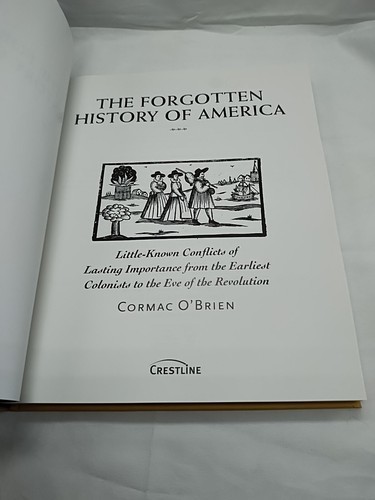 THE FORGOTTEN
HISTORY OF AMERICA
Little-Known Conflicts of
Lasting Importance from the Earliest
Colonists to the Eve of the Revolution
CORMAC O'BRIEN
CRESTLINE